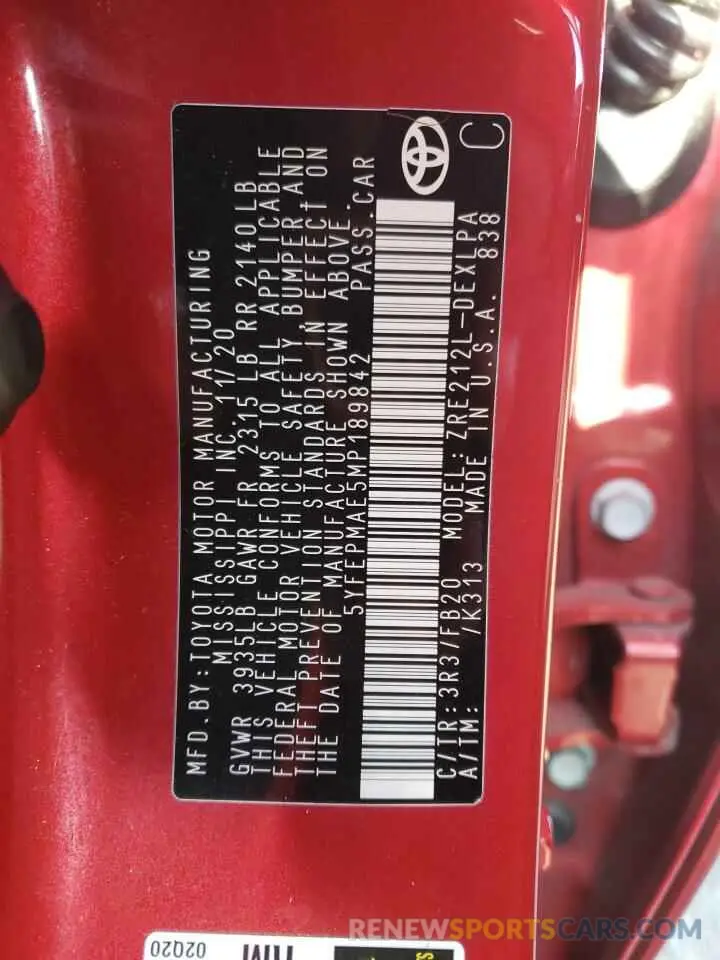 MFD.BY:TOYOTA MOTOR MANUFACTURING
MISSISSIPPI INC. 11/20
GVWR 3935LB GAWR FR 2315 LB RR 2140LB
THIS VEHICLE CONFORMS TO ALL APPLICABLE
FEDERAL MOTOR VEHICLE SAFETY, BUMPER, AND
THEFT PREVENTION STANDARDS IN EFFECT ON
THE DATE OF MANUFACTURE SHOWN ABOVE.
5YFEPMAE5MP189842 PASS.CAR
C/TR:3R3/FB20 MODEL:ZRE212L-DEXLPA
A/TM: /K313 MADE IN U.S.A. 838
C
02Q20
RENEWSPORTSCARS.COM